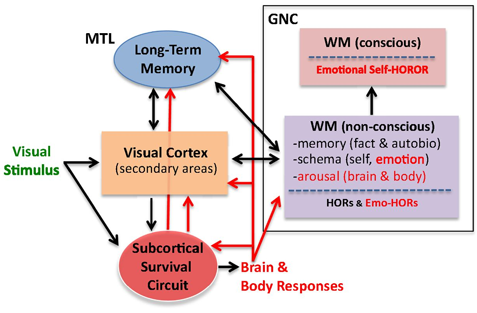 GNC
MTL
Long-Term
Memory
WM (conscious)
Emotional Self-HOROR
WM (non-conscious)
-memory (fact & autobio)
-schema (self, emotion)
-arousal (brain & body)
HORs & Emo-HORs
Visual
Stimulus
Visual Cortex
(secondary areas)
Subcortical
Survival
Circuit
Brain &
Body Responses